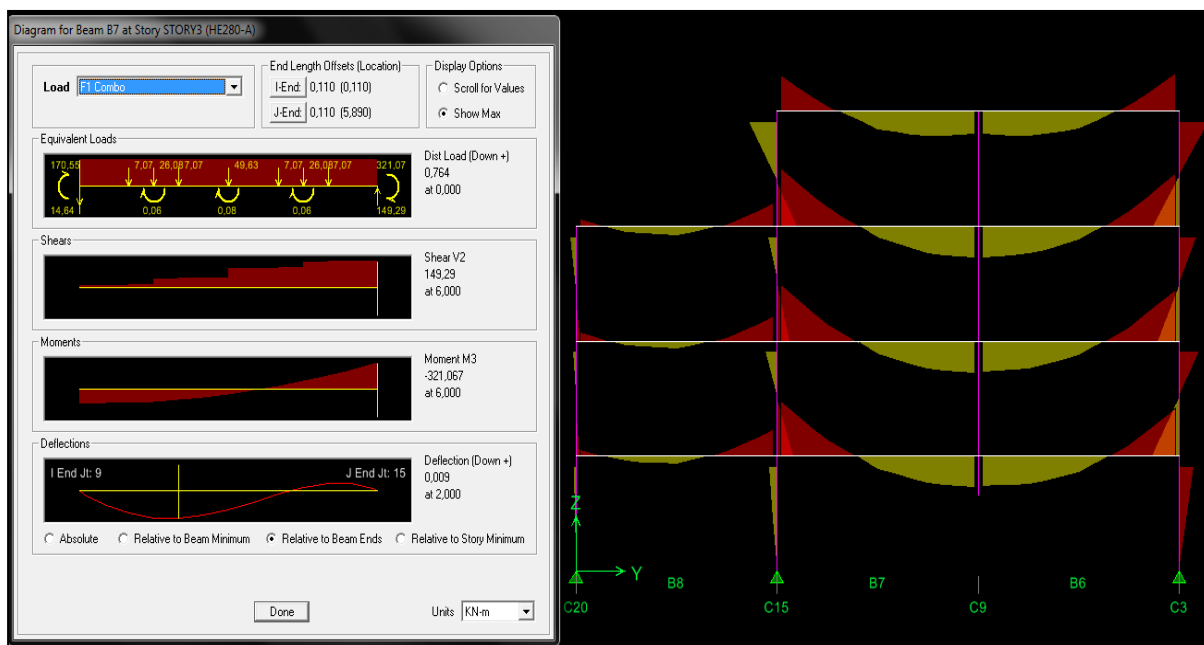 Diagram for Beam B7 at Story STORY3 (HE280-A)
Load F1 Combo
End Length Offsets (Location)
I-End: 0,110 (0,110)
J-End: 0,110 (5,890)
Display Options
Scroll for Values
Show Max
Equivalent Loads
170,55 7,07 26,087,07 49,63 7,07 26,087,07 321,07
14,64 0,06 0,08 0,06 149,29
Dist Load (Down +)
0,764
at 0,000
Shears
Shear V2
149,29
at 6,000
Moments
Moment M3
-321,067
at 6,000
Deflections
I End Jt: 9 J End Jt: 15
Deflection (Down +)
0,009
at 2,000
Absolute Relative to Beam Minimum Relative to Beam Ends Relative to Story Minimum
Done
Units KN-m
Z
Y
B8 B7 B6
C20 C15 C9 C3